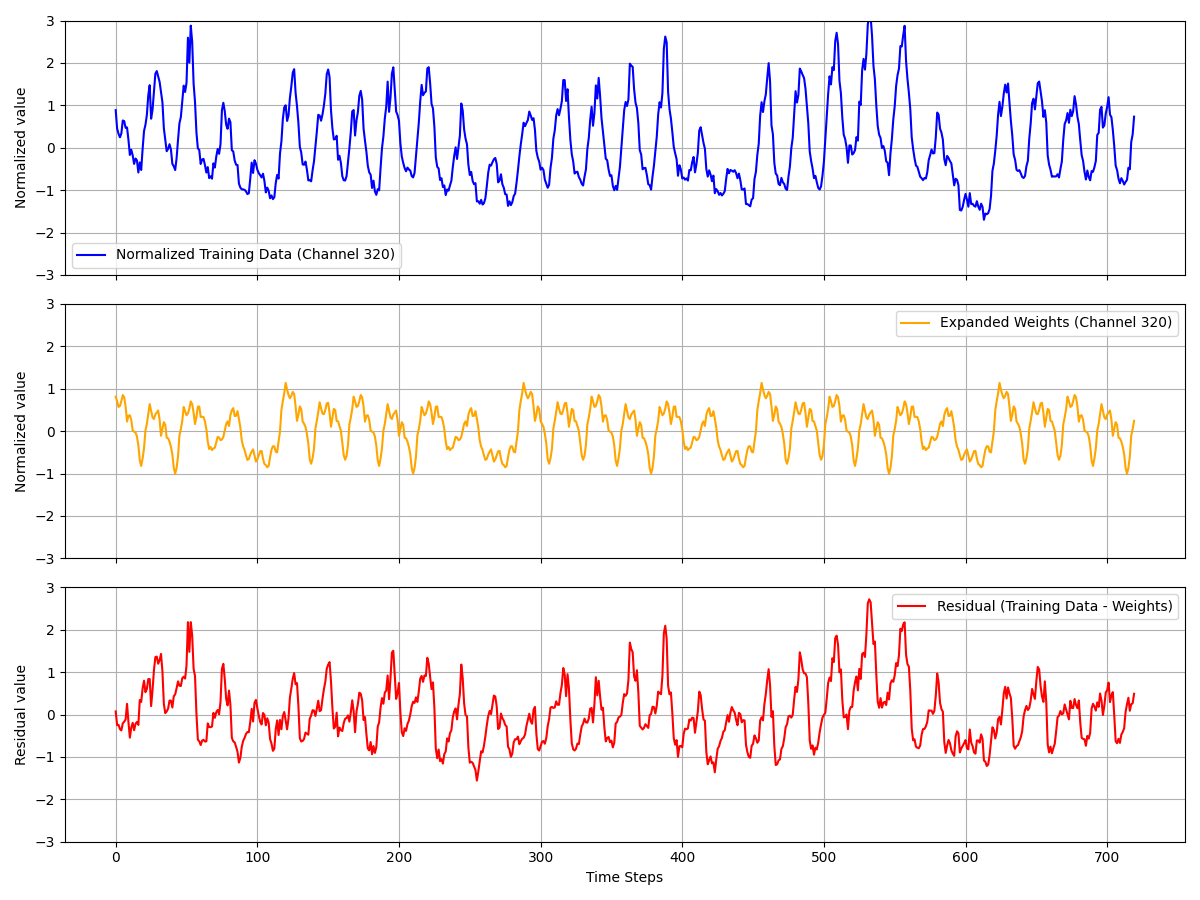 3
2
1
0
−1
−2
−3
Normalized value
Normalized Training Data (Channel 320)
3
2
1
0
−1
−2
−3
Normalized value
Expanded Weights (Channel 320)
3
2
1
0
−1
−2
−3
Residual value
Residual (Training Data - Weights)
0 100 200 300 400 500 600 700
Time Steps